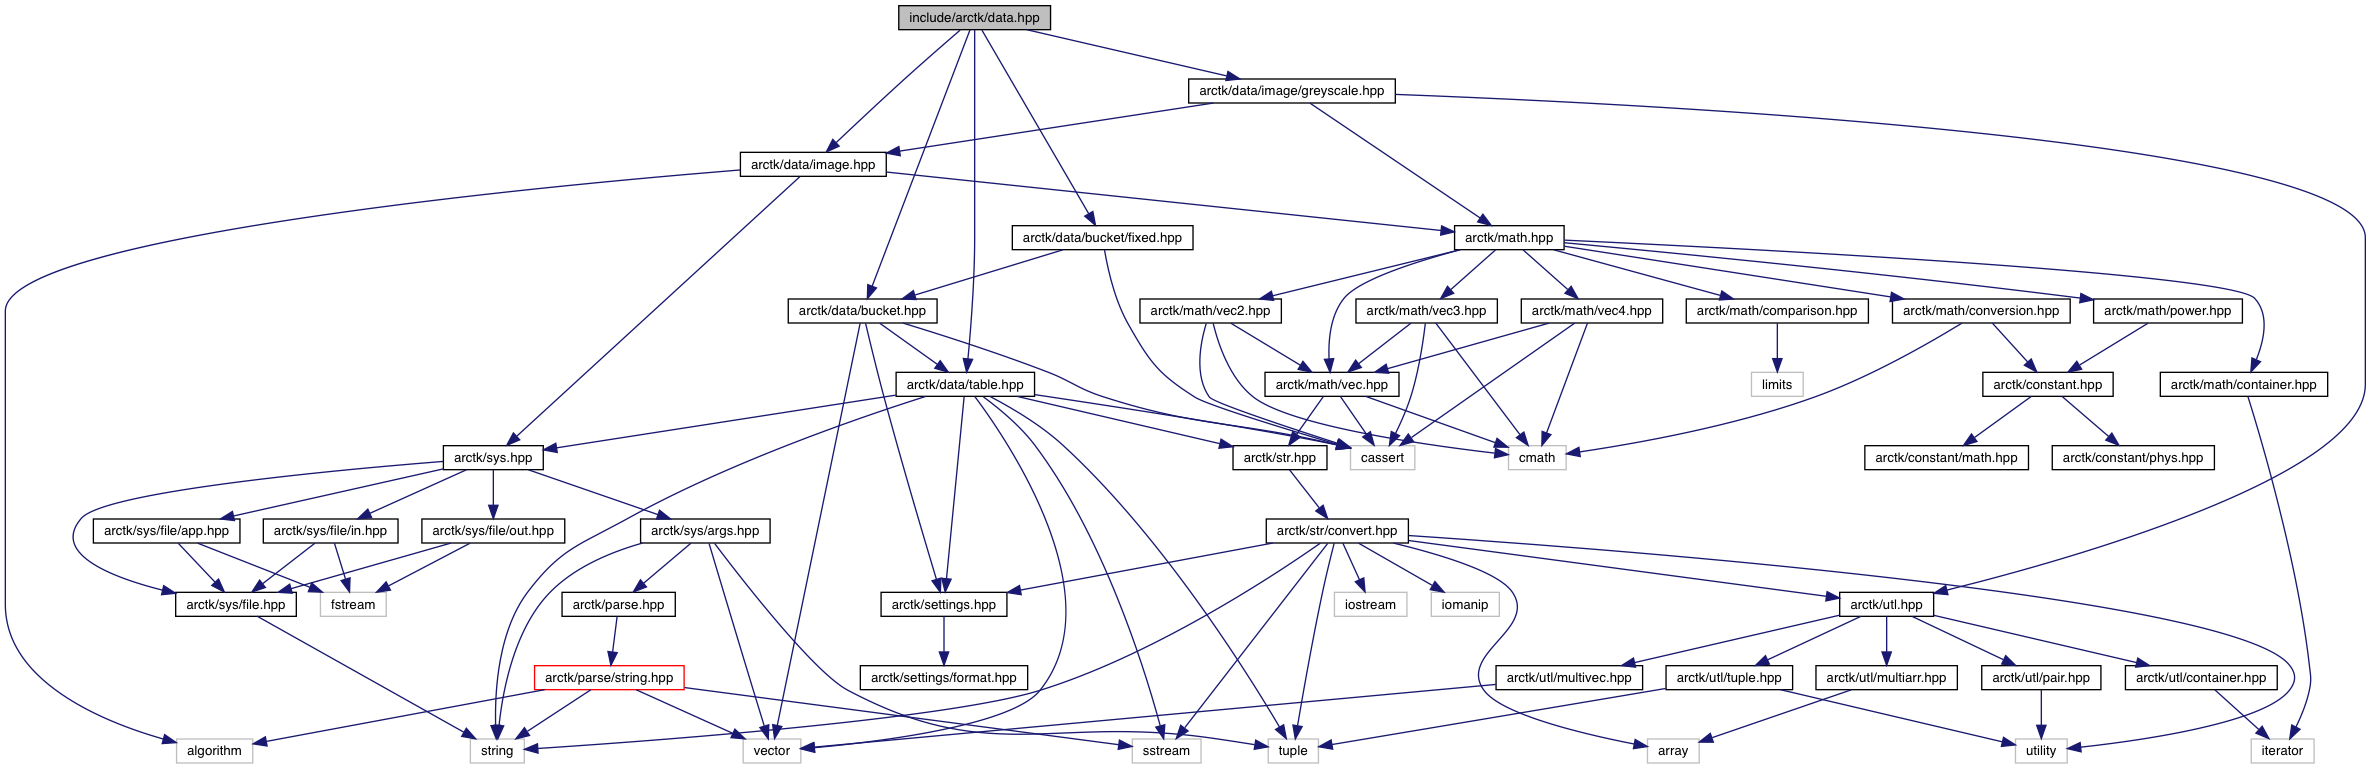 include/arctk/data.hpp
arctk/data/image/greyscale.hpp
arctk/data/image.hpp
arctk/data/bucket/fixed.hpp
arctk/math.hpp
arctk/data/bucket.hpp
arctk/math/vec2.hpp
arctk/math/vec3.hpp
arctk/math/vec4.hpp
arctk/math/comparison.hpp
arctk/math/conversion.hpp
arctk/math/power.hpp
arctk/data/table.hpp
arctk/math/vec.hpp
limits
arctk/constant.hpp
arctk/math/container.hpp
arctk/sys.hpp
arctk/str.hpp
cassert
cmath
arctk/constant/math.hpp
arctk/constant/phys.hpp
arctk/sys/file/app.hpp
arctk/sys/file/in.hpp
arctk/sys/file/out.hpp
arctk/sys/args.hpp
arctk/str/convert.hpp
arctk/sys/file.hpp
fstream
arctk/parse.hpp
arctk/settings.hpp
iostream
iomanip
arctk/utl.hpp
arctk/parse/string.hpp
arctk/settings/format.hpp
arctk/utl/multivec.hpp
arctk/utl/tuple.hpp
arctk/utl/multiarr.hpp
arctk/utl/pair.hpp
arctk/utl/container.hpp
algorithm
string
vector
sstream
tuple
array
utility
iterator